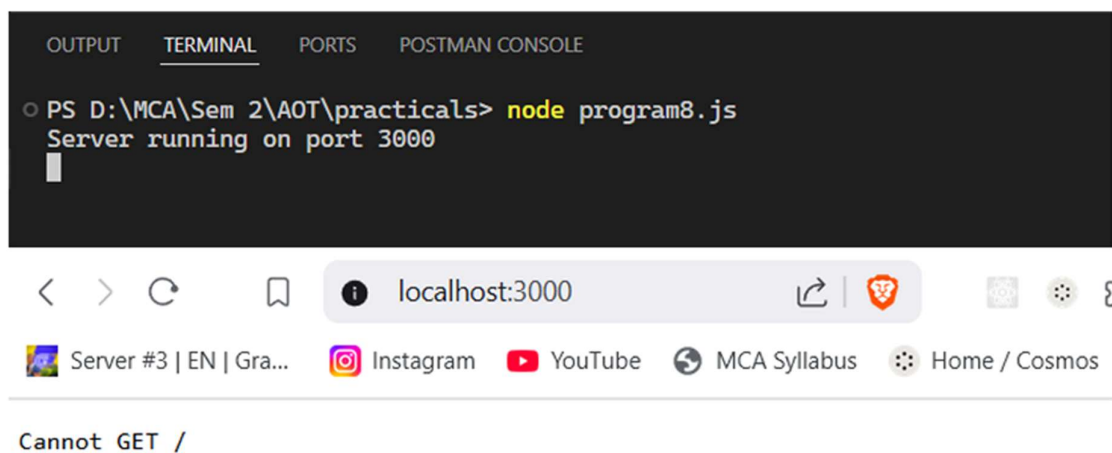 OUTPUT TERMINAL PORTS POSTMAN CONSOLE
PS D:\MCA\Sem 2\AOT\practicals> node program8.js
Server running on port 3000
localhost:3000
Server #3 | EN | Gra... Instagram YouTube MCA Syllabus Home / Cosmos
Cannot GET /